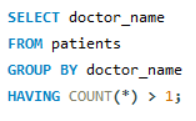 SELECT doctor_name
FROM patients
GROUP BY doctor_name
HAVING COUNT(*) > 1;